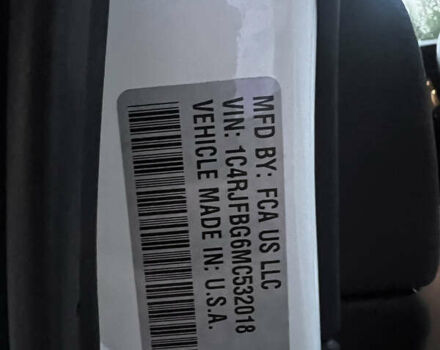 MFD BY: FCA US LLC
VIN: 1C4RJFBG6MC532018
VEHICLE MADE IN: U.S.A.